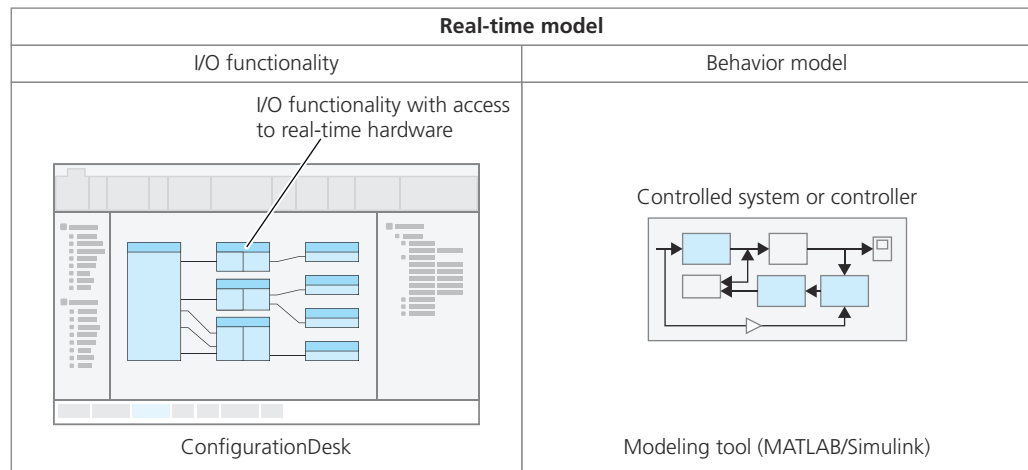 Real-time model
I/O functionality
Behavior model
I/O functionality with access
to real-time hardware
ConfigurationDesk
Controlled system or controller
Modeling tool (MATLAB/Simulink)